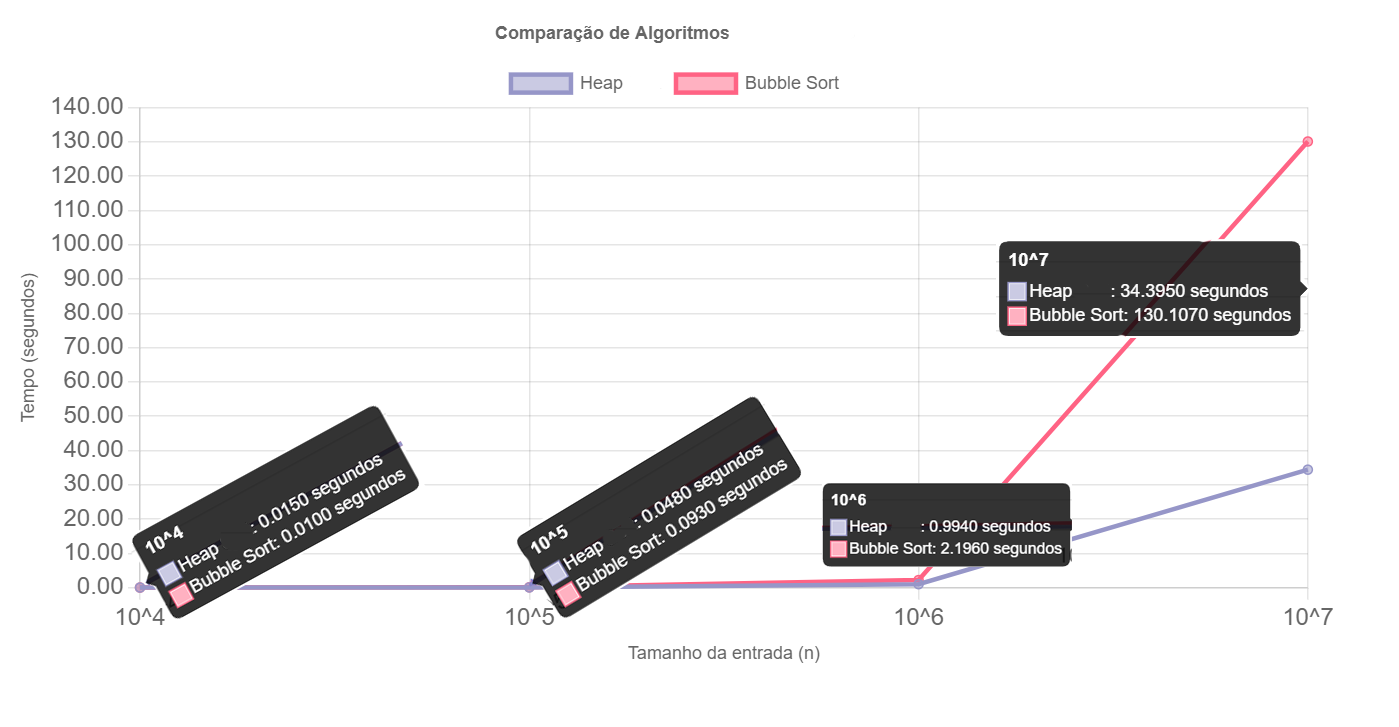 Comparação de Algoritmos
Heap
Bubble Sort
140.00
130.00
120.00
110.00
100.00
90.00
80.00
70.00
60.00
50.00
40.00
30.00
20.00
10.00
0.00
Tempo (segundos)
10^4
Heap : 0.0150 segundos
Bubble Sort: 0.0100 segundos
10^5
Heap : 0.0480 segundos
Bubble Sort: 0.0930 segundos
10^6
Heap : 0.9940 segundos
Bubble Sort: 2.1960 segundos
10^7
Heap : 34.3950 segundos
Bubble Sort: 130.1070 segundos
10^4
10^5
10^6
10^7
Tamanho da entrada (n)